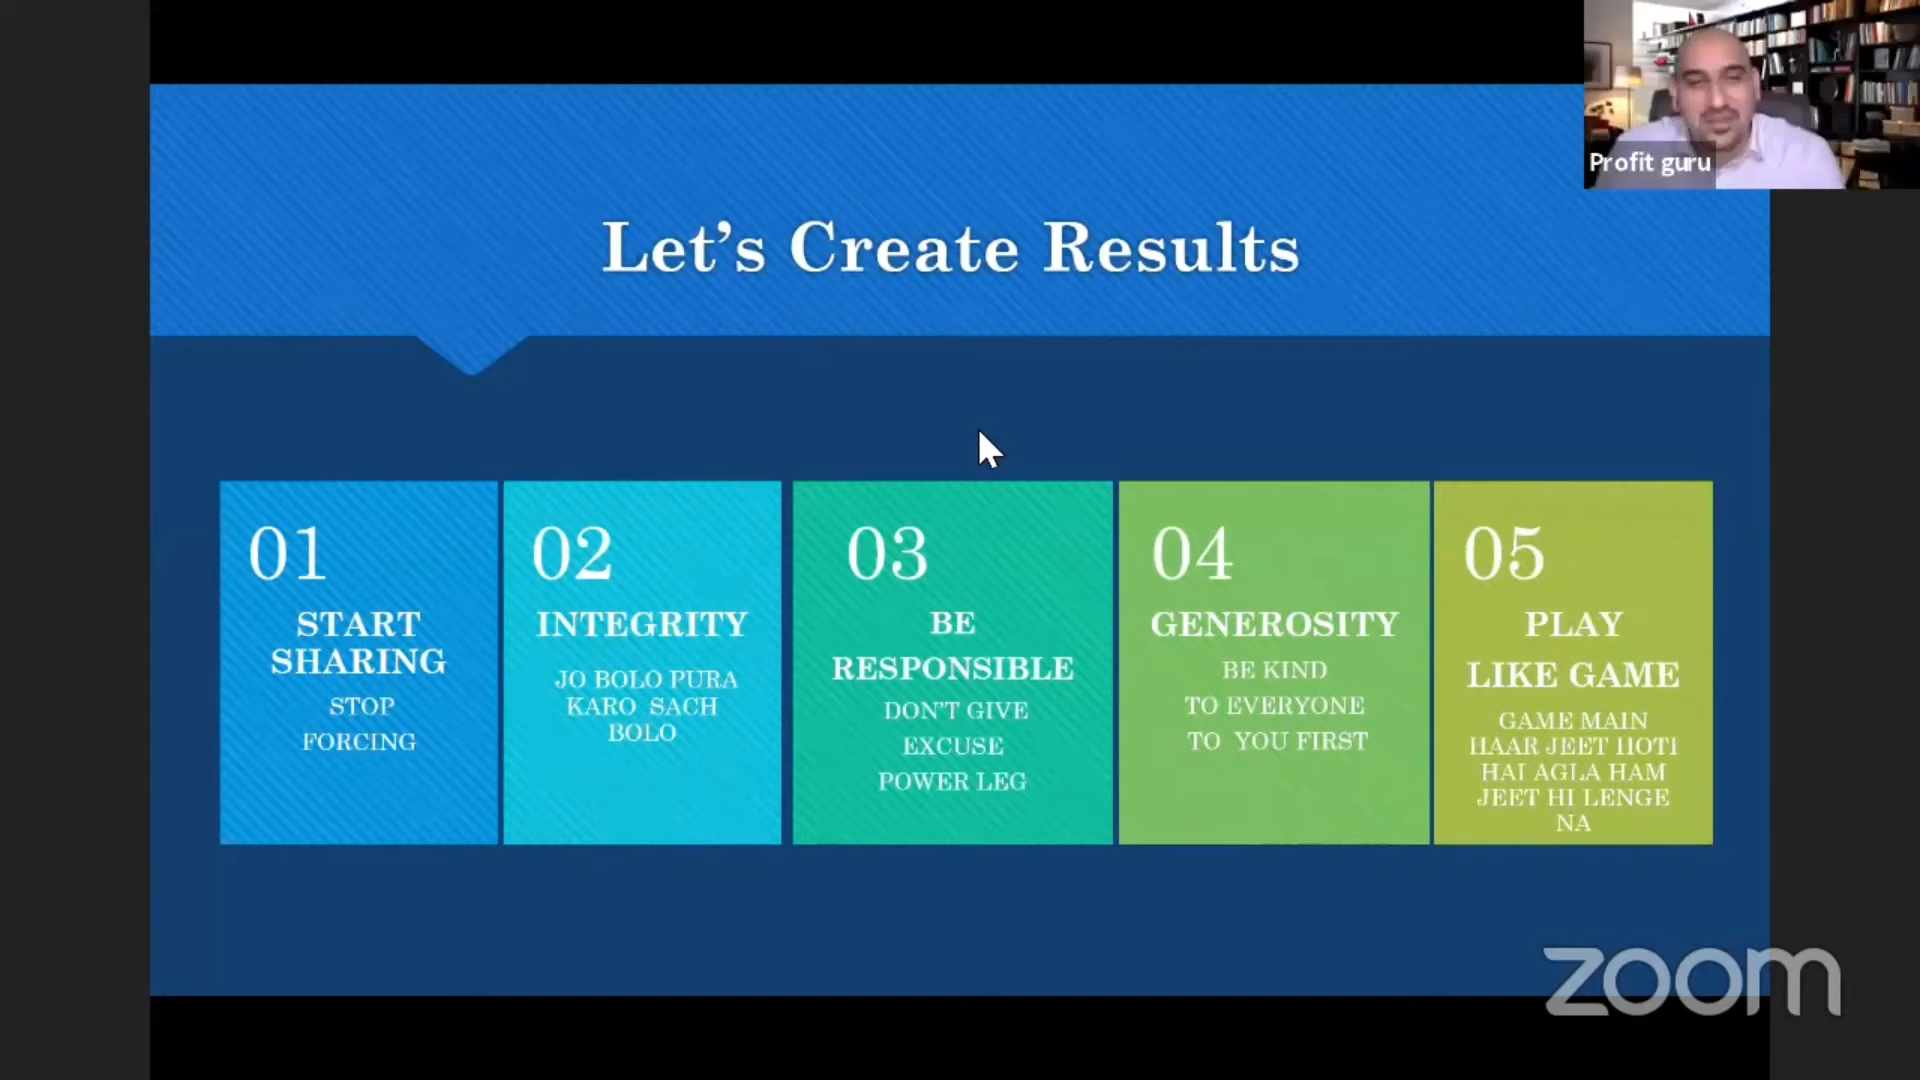 Profit guru
Let's Create Results
01
START
SHARING
STOP
FORCING
02
INTEGRITY
JO BOLO PURA
KARO SACH
BOLO
03
BE
RESPONSIBLE
DON'T GIVE
EXCUSE
POWER LEG
04
GENEROSITY
BE KIND
TO EVERYONE
TO YOU FIRST
05
PLAY
LIKE GAME
GAME MAIN
HAAR JEET HOTI
HAI AGLA HAM
JEET HI LENGE
NA
zoom